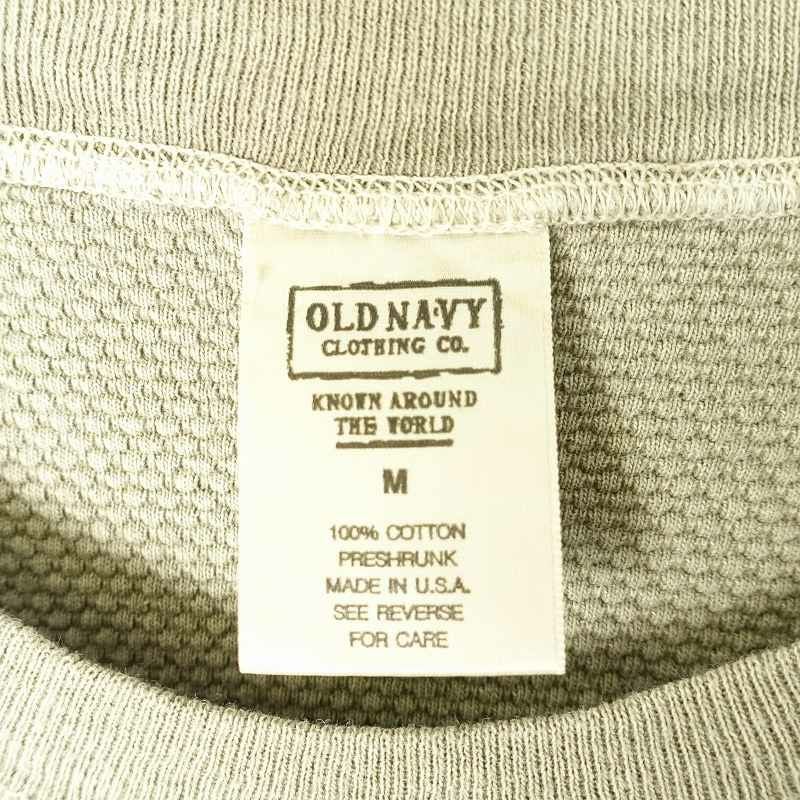 OLD NAVY
CLOTHING CO.
KNOWN AROUND
THE WORLD
M
100% COTTON
PRESHRUNK
MADE IN U.S.A.
SEE REVERSE
FOR CARE